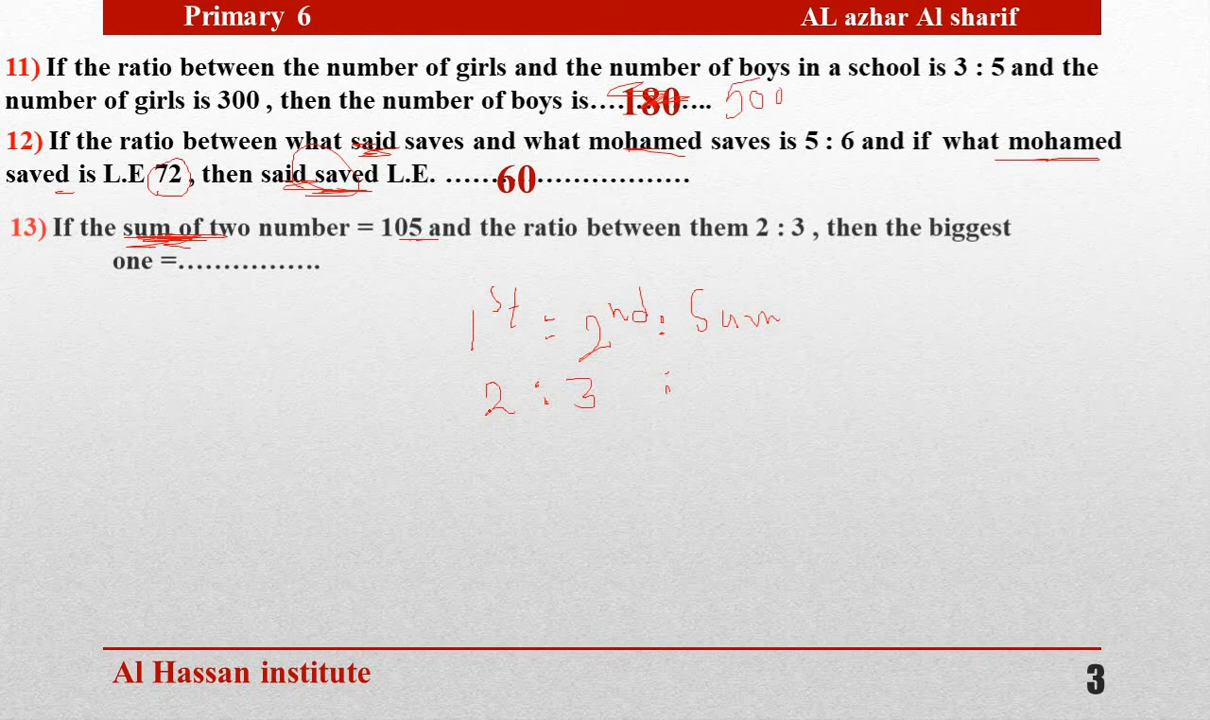 Primary 6 AL azhar Al sharif
11) If the ratio between the number of girls and the number of boys in a school is 3 : 5 and the
number of girls is 300 , then the number of boys is….180….. 500
12) If the ratio between what said saves and what mohamed saves is 5 : 6 and if what mohamed
saved is L.E 72 , then said saved L.E. ……60………………
13) If the sum of two number = 105 and the ratio between them 2 : 3 , then the biggest
one =…………….
1st : 2nd : Sum
2 : 3 :
Al Hassan institute 3